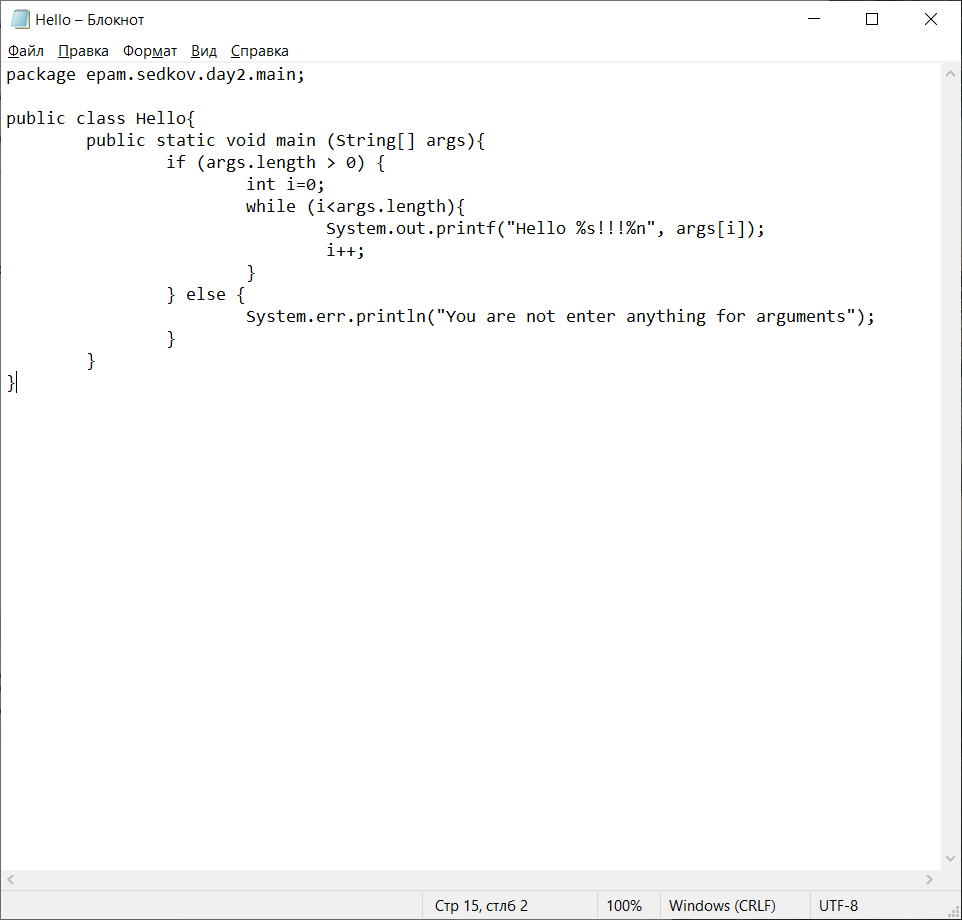 Hello – Блокнот
Файл Правка Формат Вид Справка
package epam.sedkov.day2.main;

public class Hello{
        public static void main (String[] args){
                if (args.length > 0) {
                        int i=0;
                        while (i<args.length){
                                System.out.printf("Hello %s!!!%n", args[i]);
                                i++;
                        }
                } else {
                        System.err.println("You are not enter anything for arguments");
                }
        }
}
Стр 15, стлб 2 100% Windows (CRLF) UTF-8